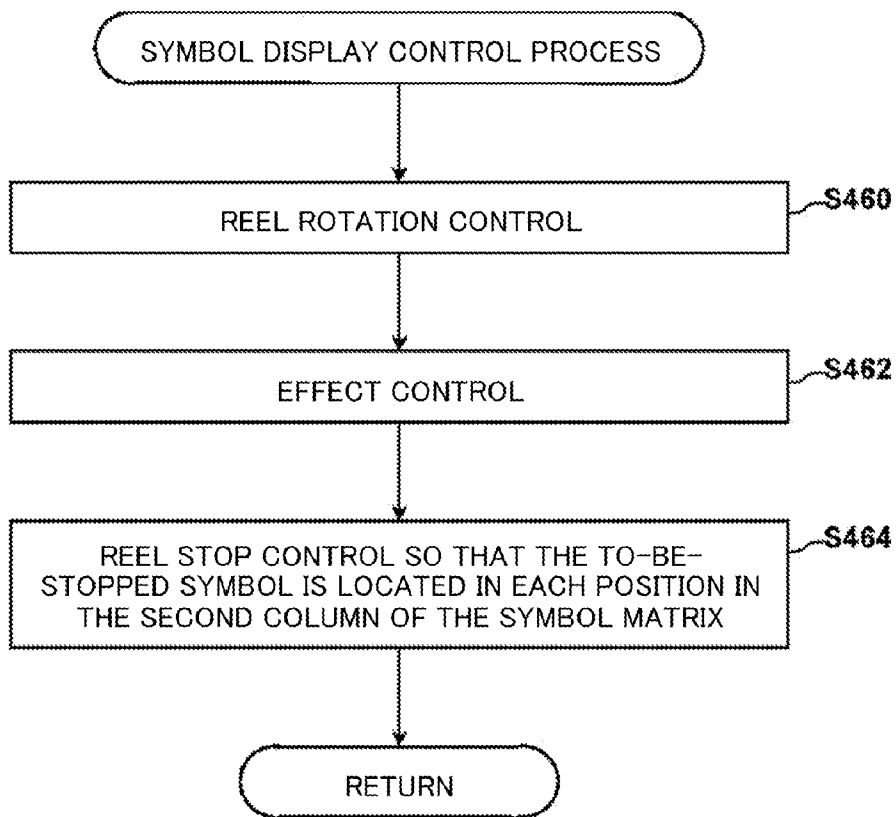 SYMBOL DISPLAY CONTROL PROCESS
REEL ROTATION CONTROL
S460
EFFECT CONTROL
S462
REEL STOP CONTROL SO THAT THE TO-BE-
STOPPED SYMBOL IS LOCATED IN EACH POSITION IN
THE SECOND COLUMN OF THE SYMBOL MATRIX
S464
RETURN